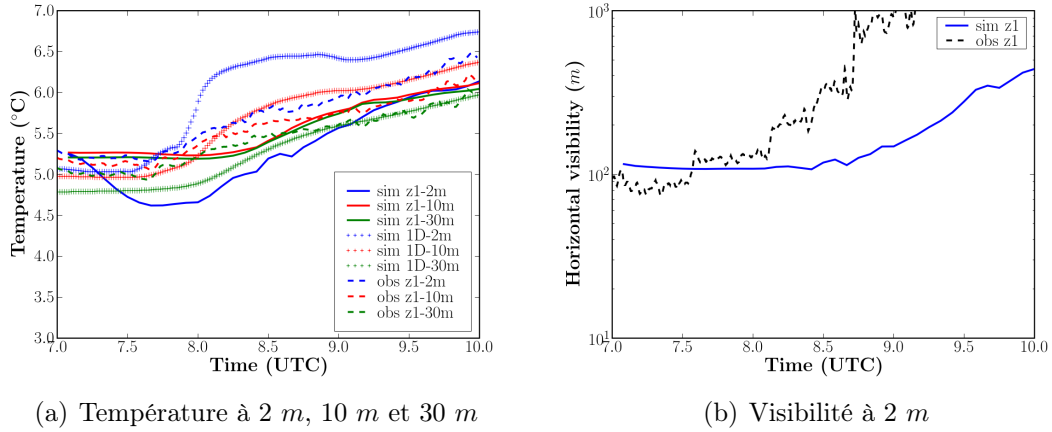 7.0
6.5
6.0
5.5
5.0
4.5
4.0
3.5
3.0
Temperature (°C)
sim z1-2m
sim z1-10m
sim z1-30m
sim 1D-2m
sim 1D-10m
sim 1D-30m
obs z1-2m
obs z1-10m
obs z1-30m
7.0 7.5 8.0 8.5 9.0 9.5 10.0
Time (UTC)
(a) Température à 2 m, 10 m et 30 m
10³
10²
10¹
Horizontal visibility (m)
sim z1
obs z1
7.0 7.5 8.0 8.5 9.0 9.5 10.0
Time (UTC)
(b) Visibilité à 2 m